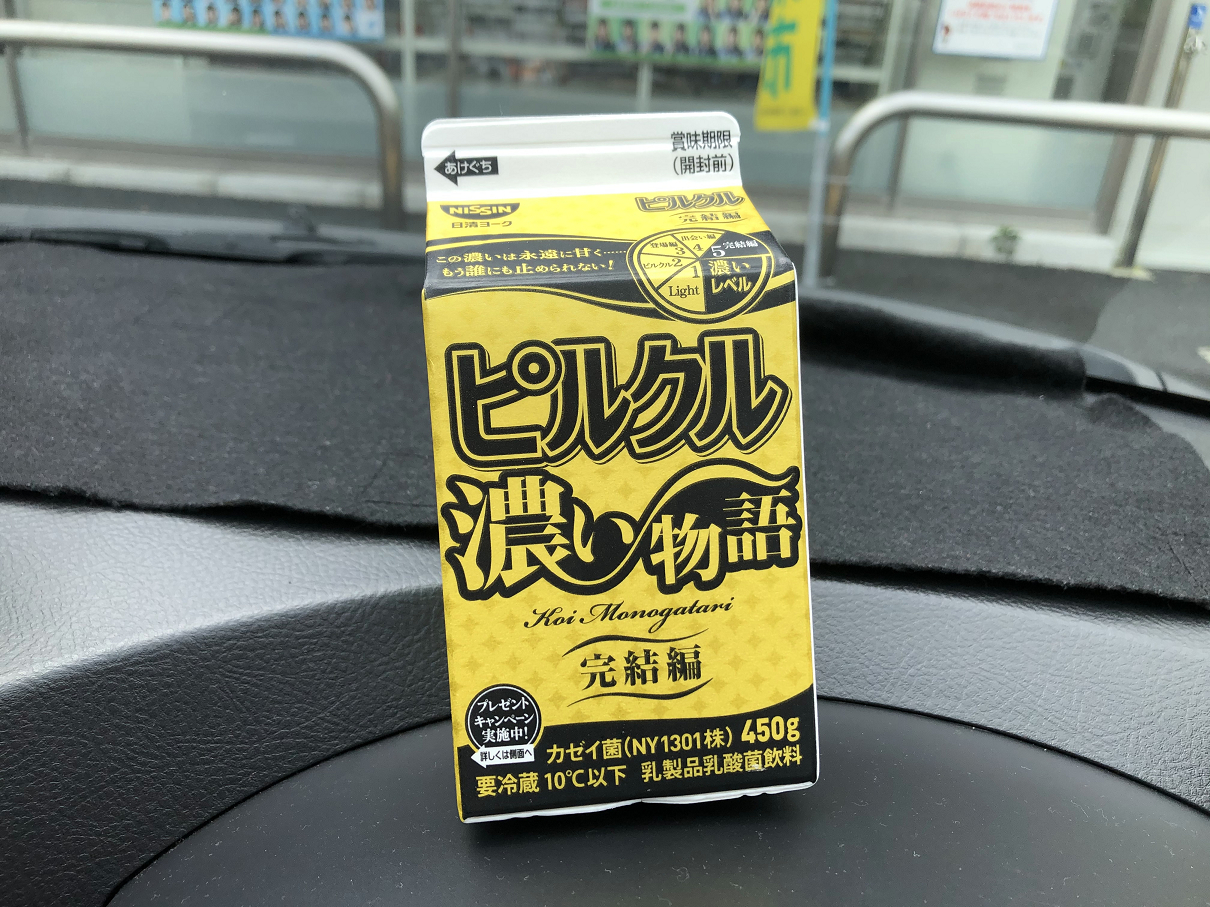 賞味期限
(開封前)
あけぐち
NISSIN
日清ヨーク
ピルクル
完結編
この濃いは永遠に甘く……
もう誰にも止められない!
登場編
3
出会い編
4
5完結編
ピルクル2
1
Light
濃い
レベル
ピルクル
濃い物語
Koi Monogatari
完結編
プレゼント
キャンペーン
実施中!
詳しくは側面へ
カゼイ菌(NY1301株) 450g
要冷蔵 10℃以下 乳製品乳酸菌飲料